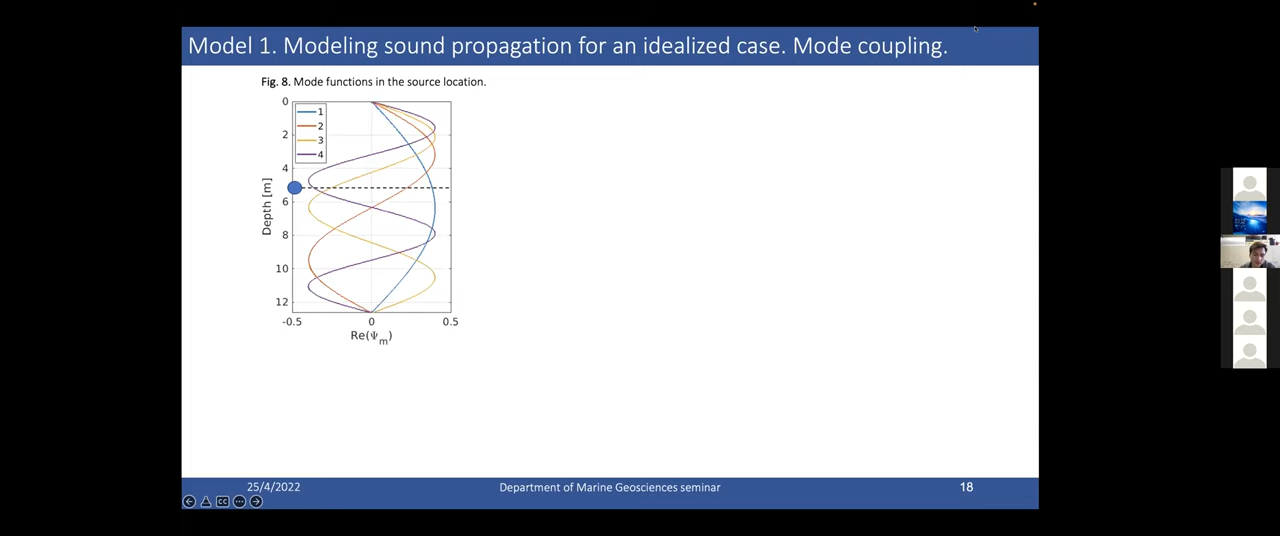 Model 1. Modeling sound propagation for an idealized case. Mode coupling.
Fig. 8. Mode functions in the source location.
0
2
4
6
8
10
12
Depth [m]
1
2
3
4
-0.5
0
0.5
Re(Ψm)
25/4/2022
Department of Marine Geosciences seminar
18
CC